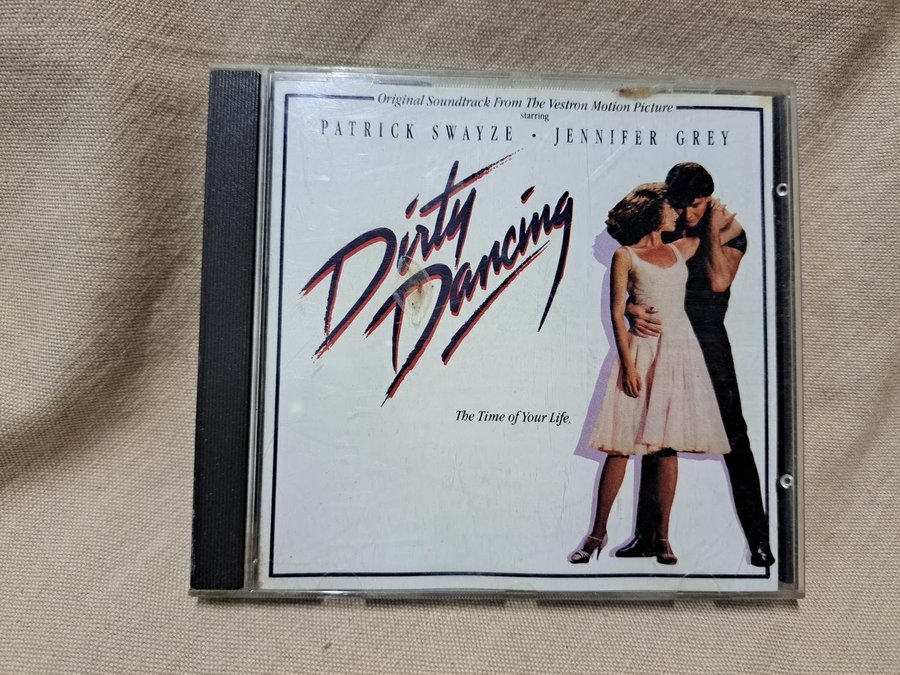 Original Soundtrack From The Vestron Motion Picture
starring
PATRICK SWAYZE • JENNIFER GREY
Dirty
Dancing
The Time of Your Life.